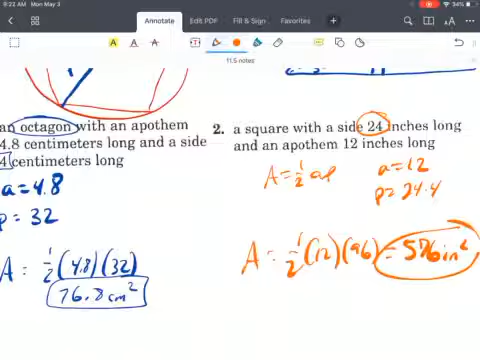 9:22 AM Mon May 3
34%
Annotate
Edit PDF
Fill & Sign
Favorites
11.5 notes
an octagon with an apothem
4.8 centimeters long and a side
4 centimeters long
a = 4.8
p = 32
A = 1/2 (4.8)(32)
76.8 cm²
2. a square with a side 24 inches long
and an apothem 12 inches long
A = 1/2 ap
a = 12
p = 24.4
A = 1/2 (12)(96) = 576 in²